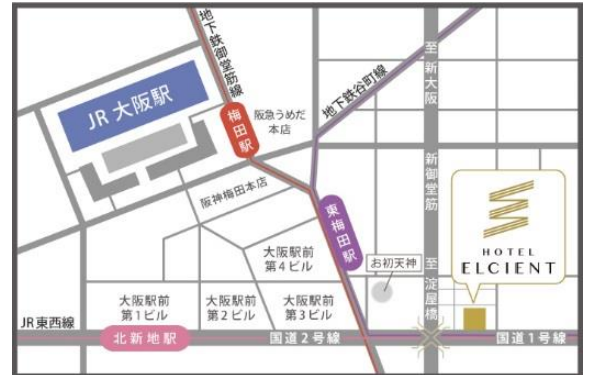 地下鉄御堂筋線
地下鉄谷町線
至新大阪
JR 大阪駅
梅田駅
阪急うめだ
本店
新御堂筋
阪神梅田本店
東梅田駅
HOTEL
ELCIENT
大阪駅前
第4ビル
お初天神
至淀屋橋
大阪駅前
第1ビル
大阪駅前
第2ビル
大阪駅前
第3ビル
JR東西線
北新地駅
国道2号線
国道1号線